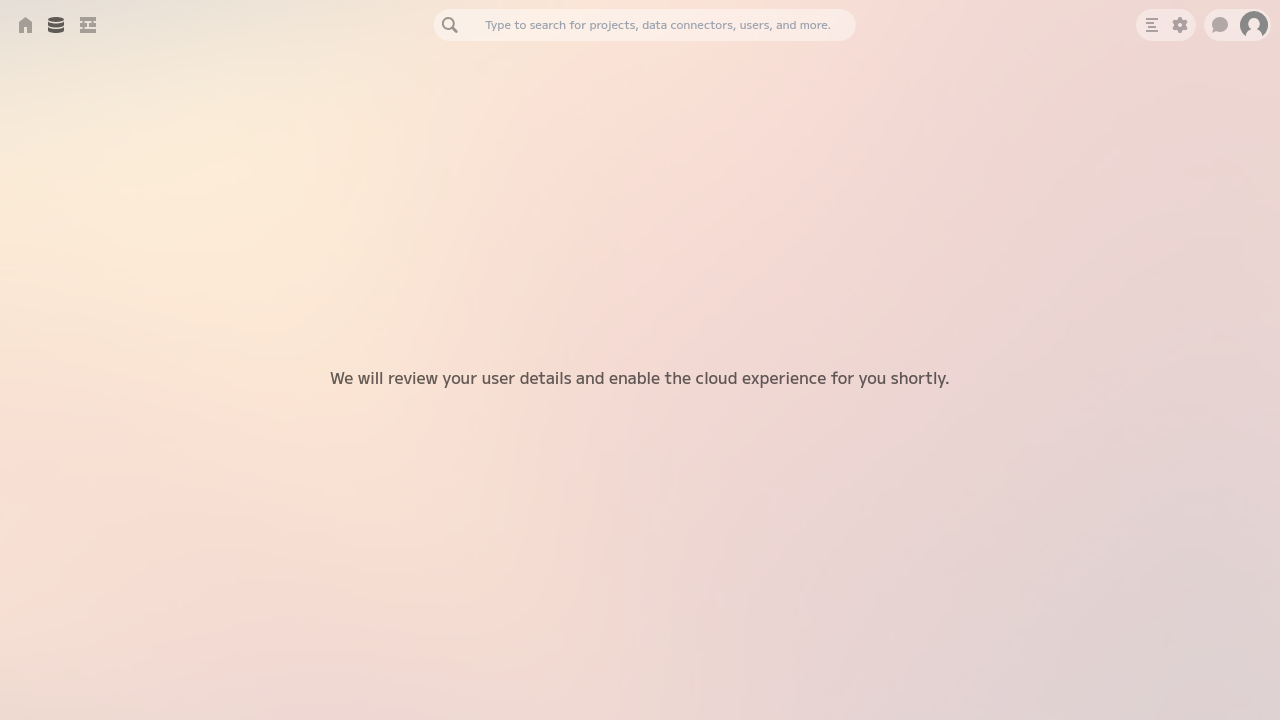 Type to search for projects, data connectors, users, and more.
We will review your user details and enable the cloud experience for you shortly.